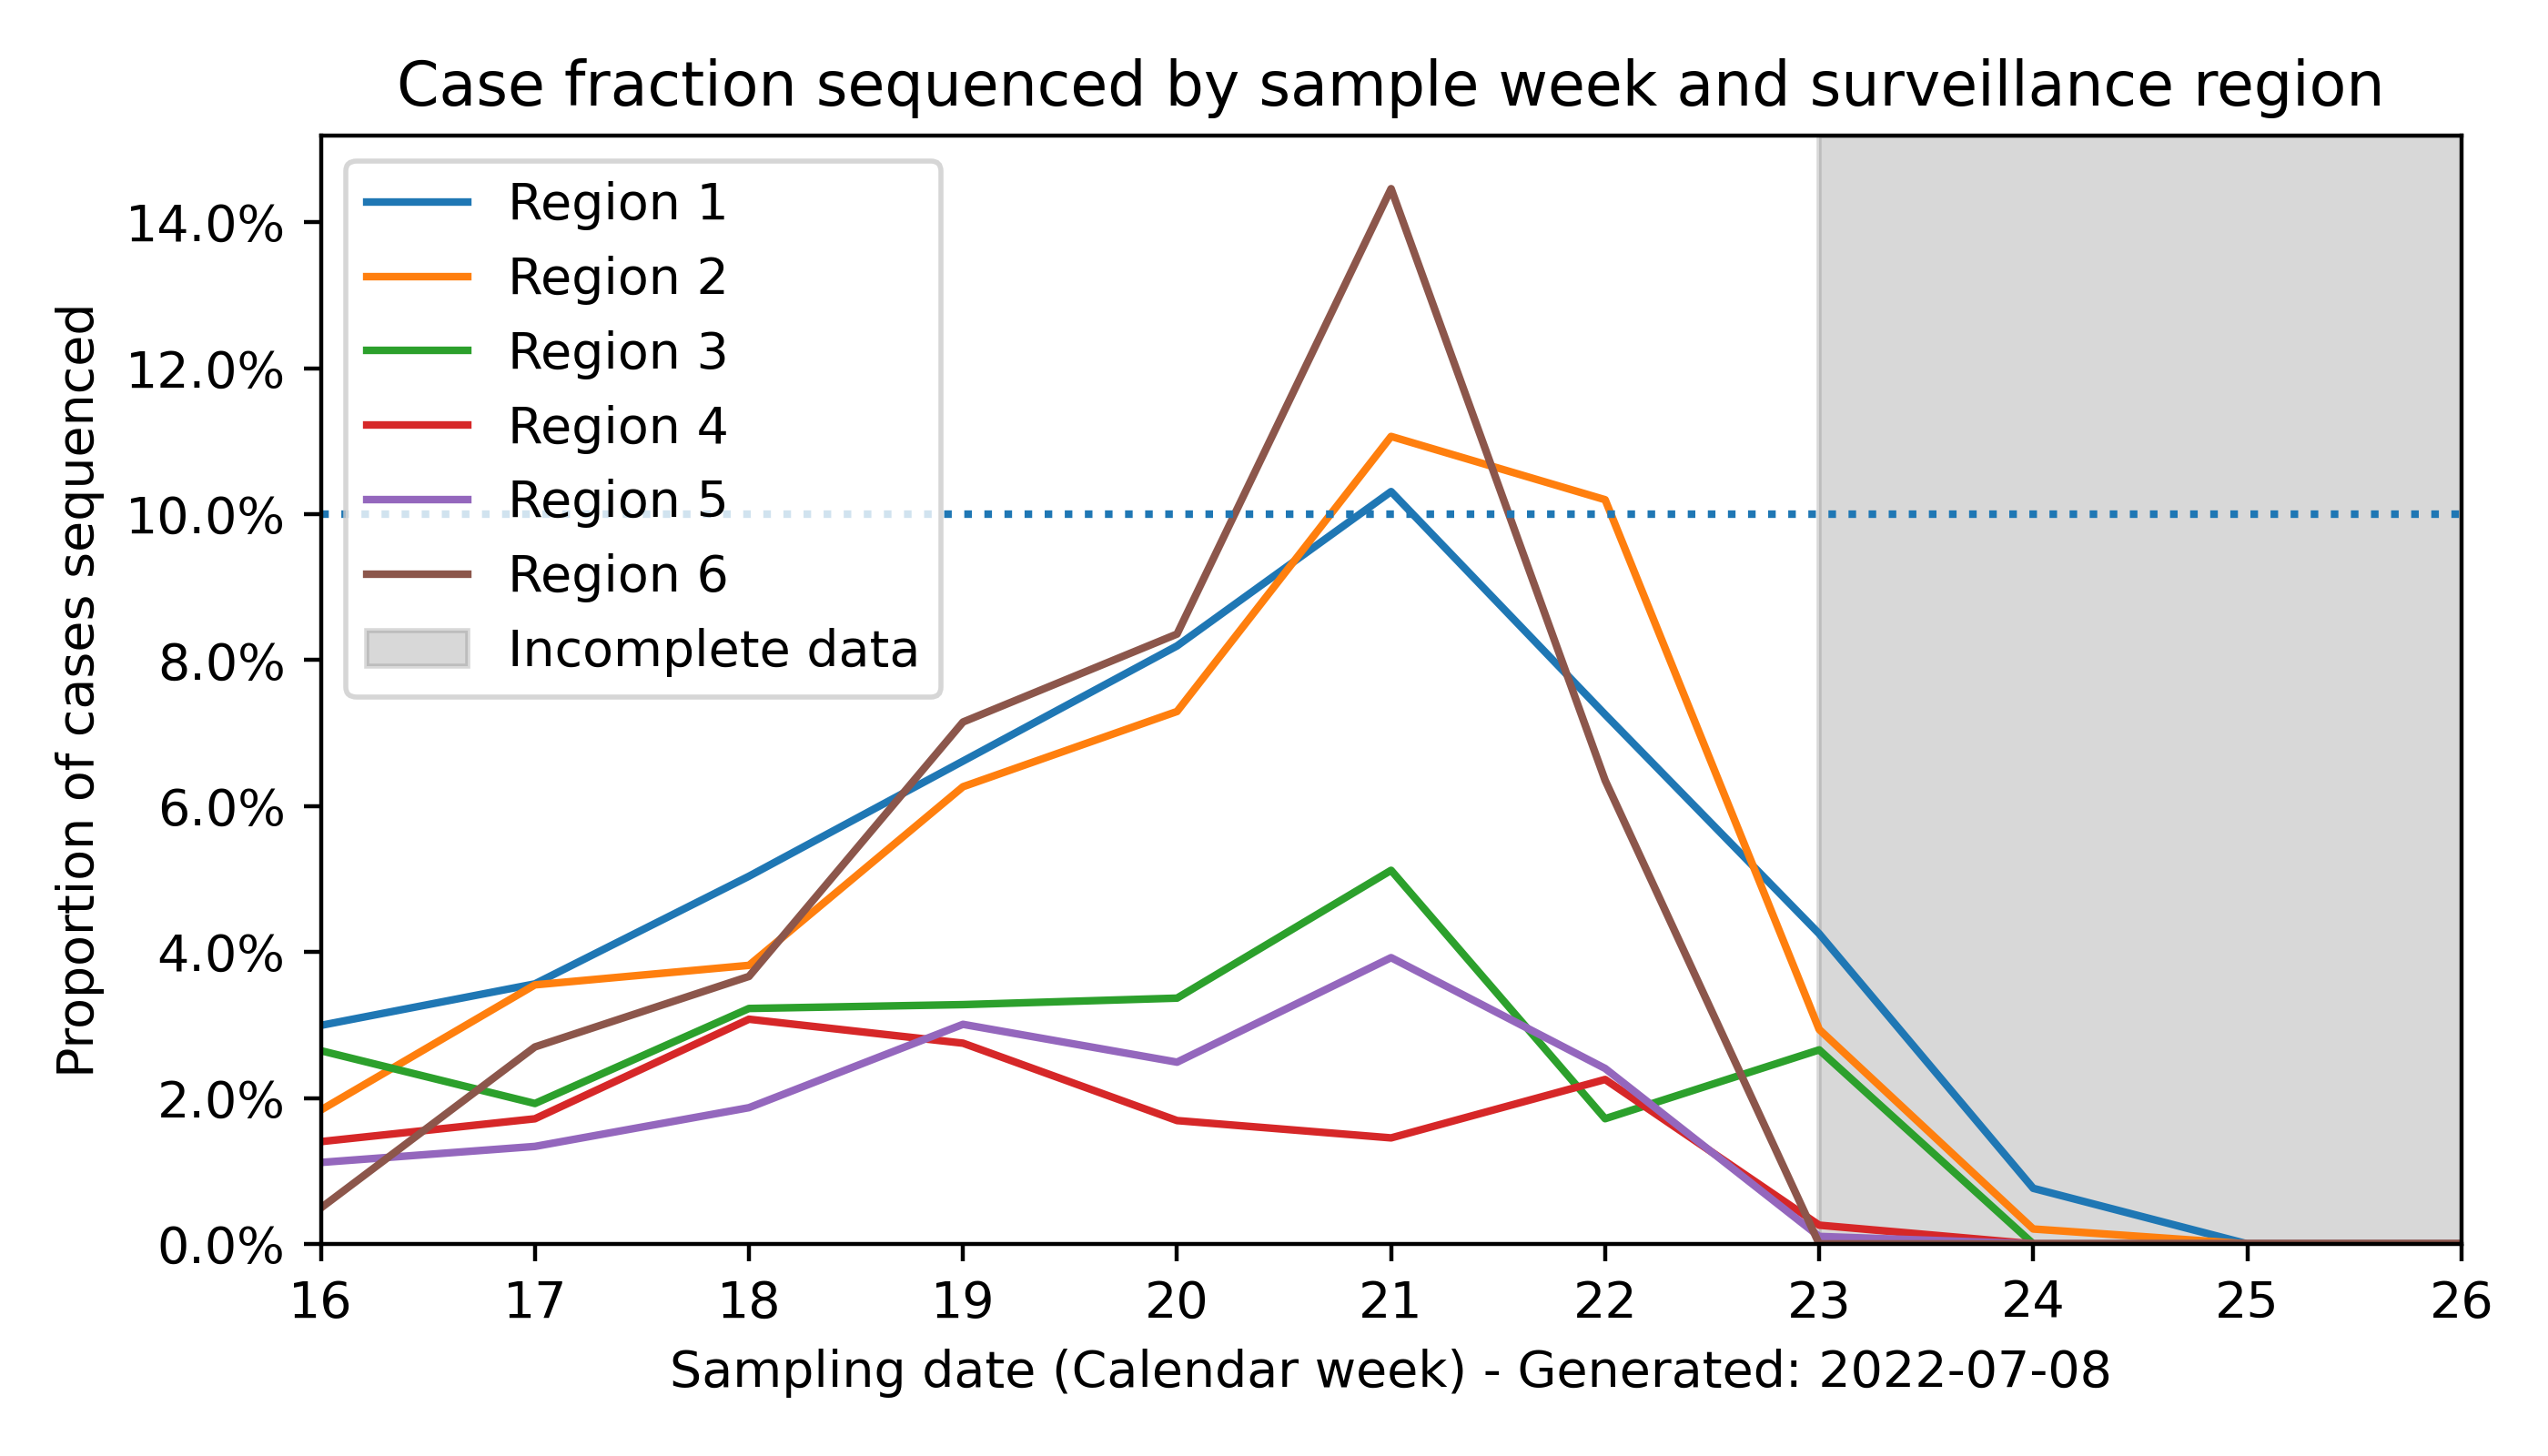 Case fraction sequenced by sample week and surveillance region
Proportion of cases sequenced
14.0%
12.0%
10.0%
8.0%
6.0%
4.0%
2.0%
0.0%
Region 1
Region 2
Region 3
Region 4
Region 5
Region 6
Incomplete data
16 17 18 19 20 21 22 23 24 25 26
Sampling date (Calendar week) - Generated: 2022-07-08